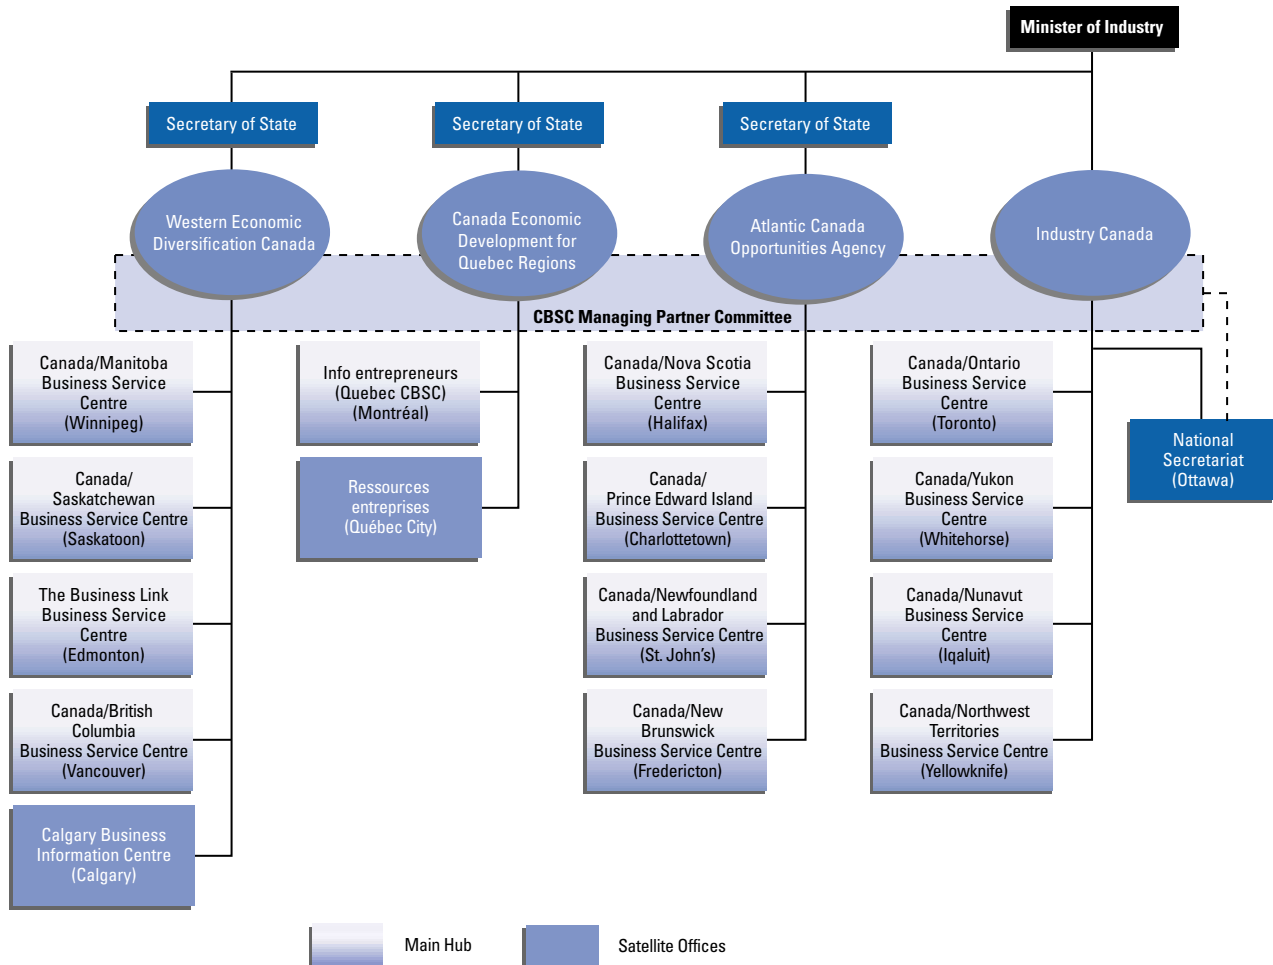 Minister of Industry
Secretary of State
Secretary of State
Secretary of State
Western Economic
Diversification Canada
Canada Economic
Development for
Quebec Regions
Atlantic Canada
Opportunities Agency
Industry Canada
CBSC Managing Partner Committee
Canada/Manitoba
Business Service
Centre
(Winnipeg)
Canada/
Saskatchewan
Business Service Centre
(Saskatoon)
The Business Link
Business Service
Centre
(Edmonton)
Canada/British
Columbia
Business Service Centre
(Vancouver)
Calgary Business
Information Centre
(Calgary)
Info entrepreneurs
(Quebec CBSC)
(Montréal)
Ressources
entreprises
(Québec City)
Canada/Nova Scotia
Business Service
Centre
(Halifax)
Canada/
Prince Edward Island
Business Service Centre
(Charlottetown)
Canada/Newfoundland
and Labrador
Business Service Centre
(St. John's)
Canada/New
Brunswick
Business Service Centre
(Fredericton)
Canada/Ontario
Business Service
Centre
(Toronto)
Canada/Yukon
Business Service
Centre
(Whitehorse)
Canada/Nunavut
Business Service
Centre
(Iqaluit)
Canada/Northwest
Territories
Business Service Centre
(Yellowknife)
National
Secretariat
(Ottawa)
Main Hub
Satellite Offices